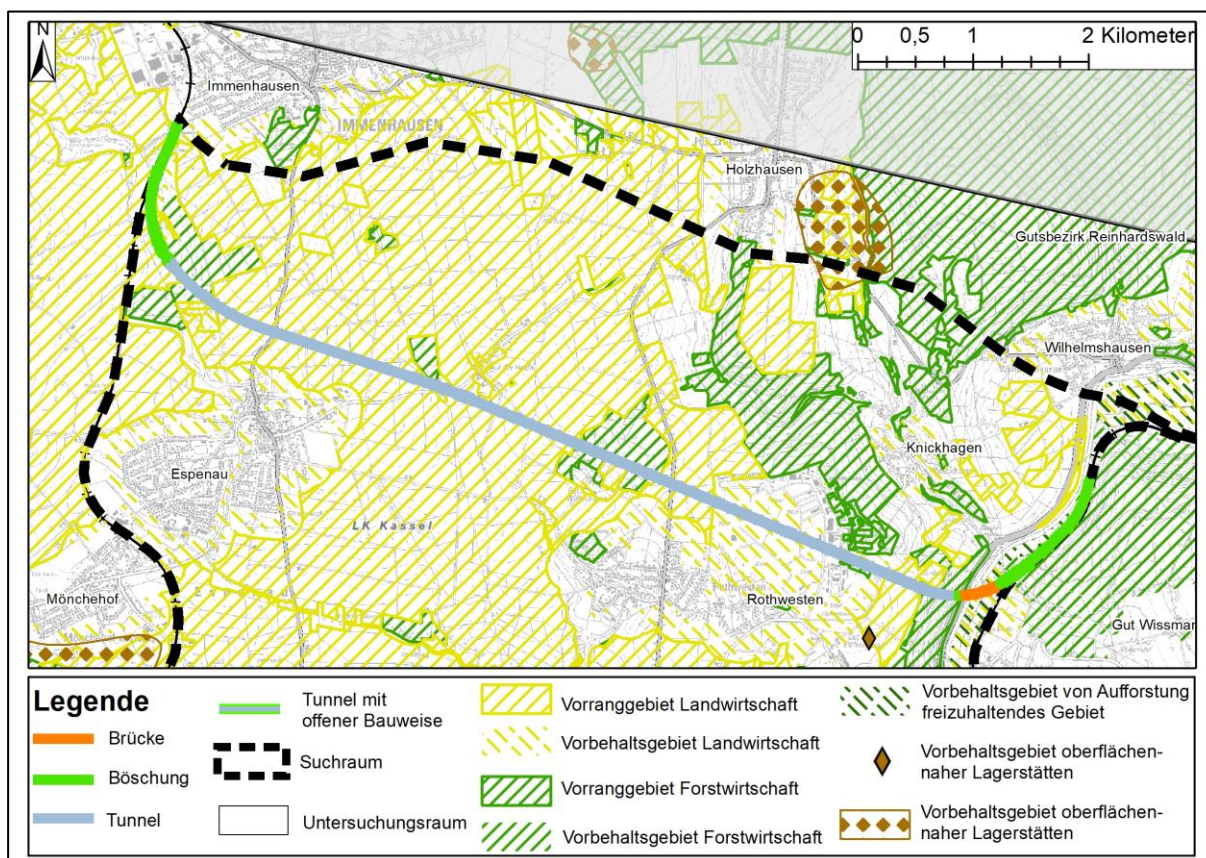 N
0 0,5 1 2 Kilometer
Immenhausen
IMMENHAUSEN
Holzhausen
Gutsbezirk Reinhardswald
Wilhelmshausen
Knickhagen
Espenau
LK Kassel
Mönchehof
Rothwesten
Rothwesten
Gut Wissmar
Legende
Brücke
Böschung
Tunnel
Tunnel mit
offener Bauweise
Suchraum
Untersuchungsraum
Vorranggebiet Landwirtschaft
Vorbehaltsgebiet Landwirtschaft
Vorranggebiet Forstwirtschaft
Vorbehaltsgebiet Forstwirtschaft
Vorbehaltsgebiet von Aufforstung
freizuhaltendes Gebiet
Vorbehaltsgebiet oberflächen-
naher Lagerstätten
Vorbehaltsgebiet oberflächen-
naher Lagerstätten